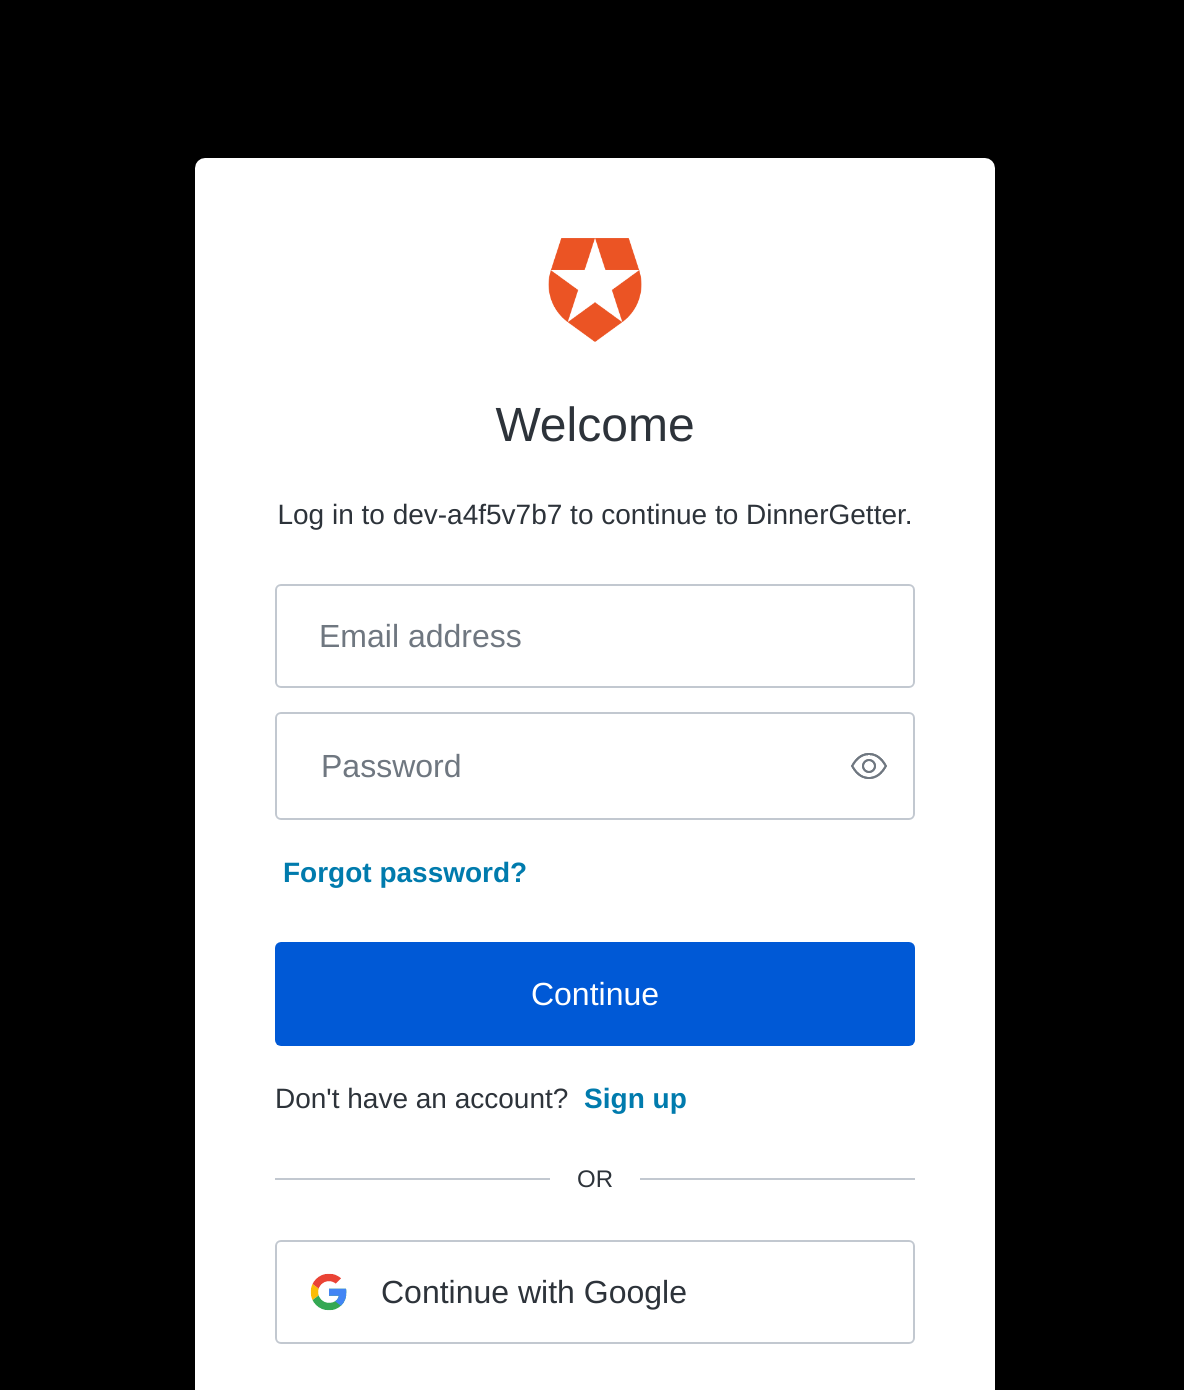 Welcome
Log in to dev-a4f5v7b7 to continue to DinnerGetter.
Email address
Password
Forgot password?
Continue
Don't have an account? Sign up
OR
Continue with Google